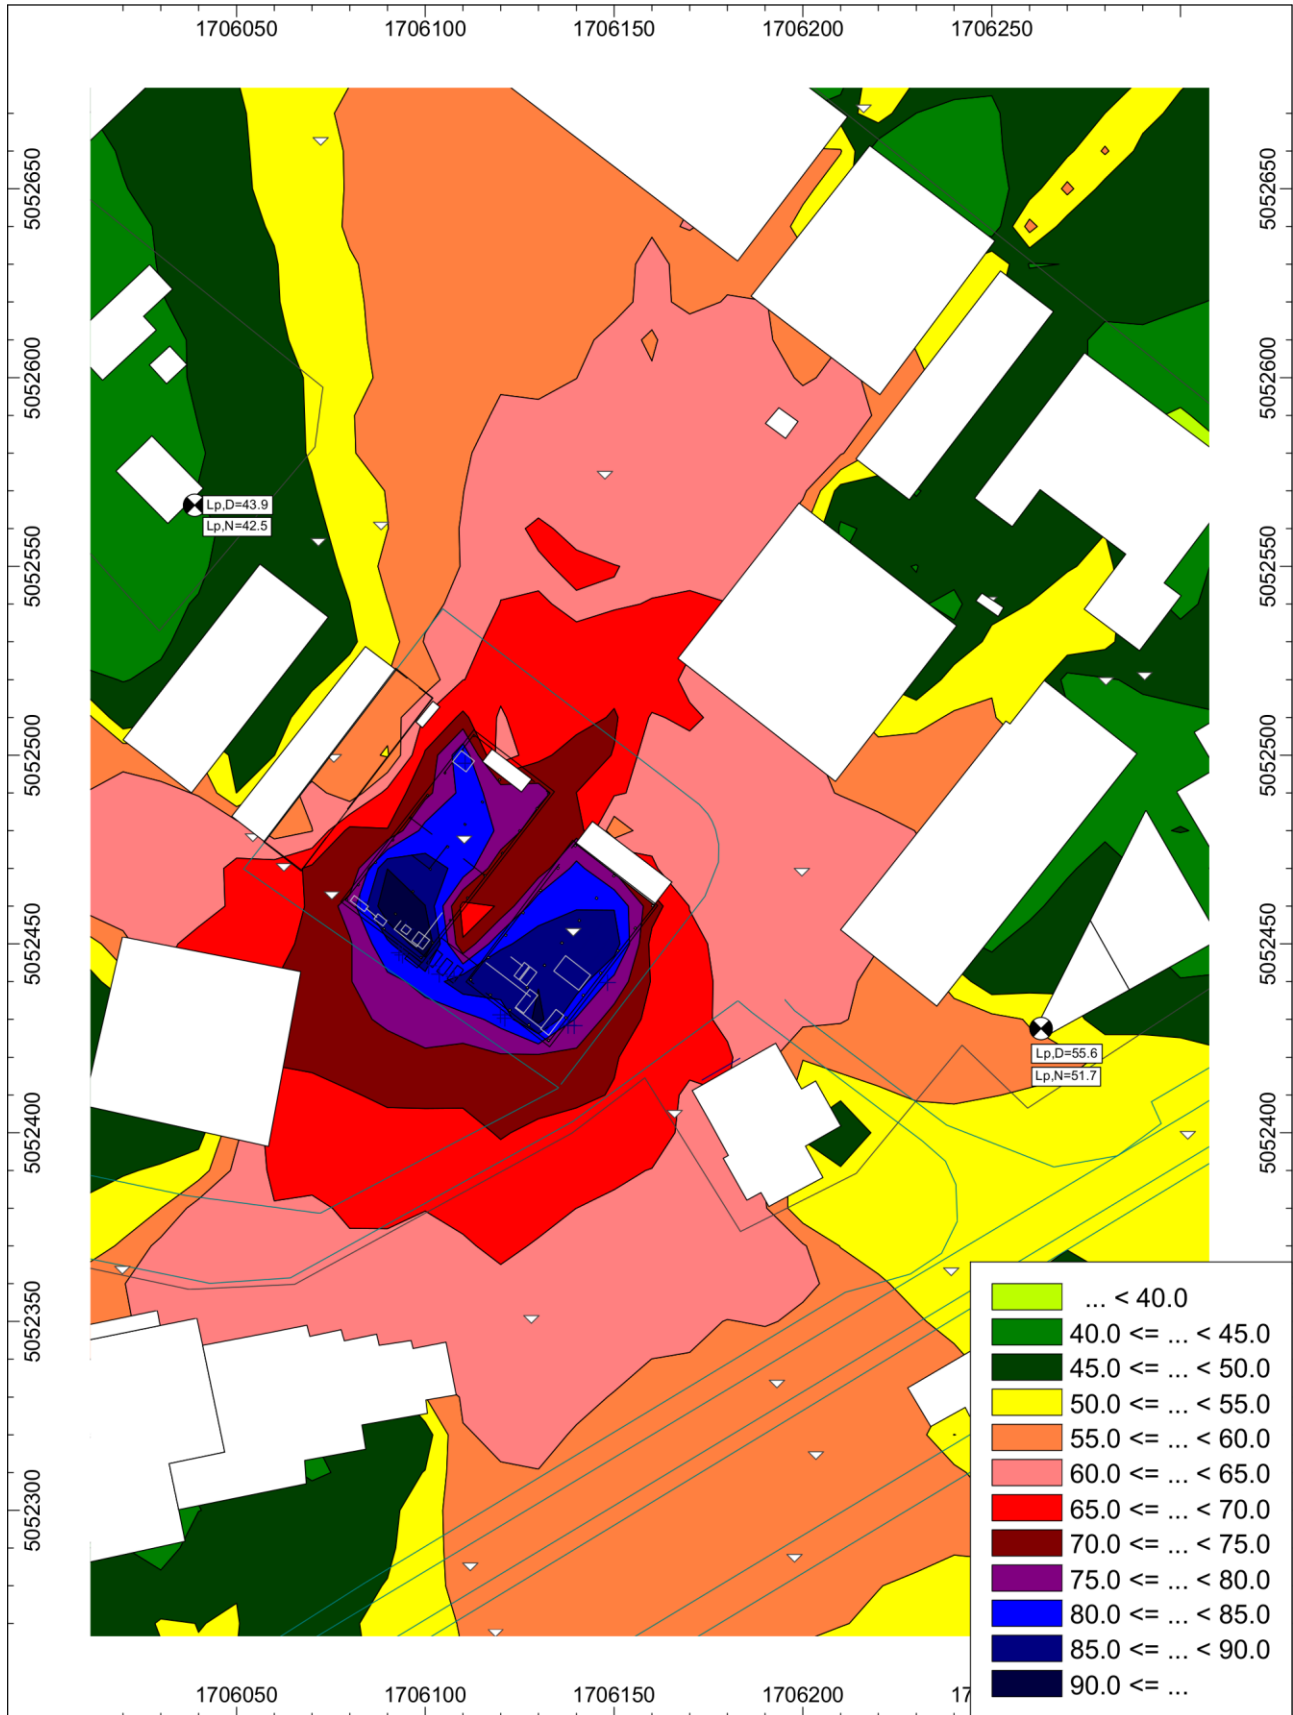 1706050 1706100 1706150 1706200 1706250
5052650 5052650
5052600 5052600
Lp,D=43.9
Lp,N=42.5
5052550 5052550
5052500 5052500
5052450 5052450
Lp,D=55.6
Lp,N=51.7
5052400 5052400
5052350
5052300
... < 40.0
40.0 <= ... < 45.0
45.0 <= ... < 50.0
50.0 <= ... < 55.0
55.0 <= ... < 60.0
60.0 <= ... < 65.0
65.0 <= ... < 70.0
70.0 <= ... < 75.0
75.0 <= ... < 80.0
80.0 <= ... < 85.0
85.0 <= ... < 90.0
90.0 <= ...
1706050 1706100 1706150 1706200 17